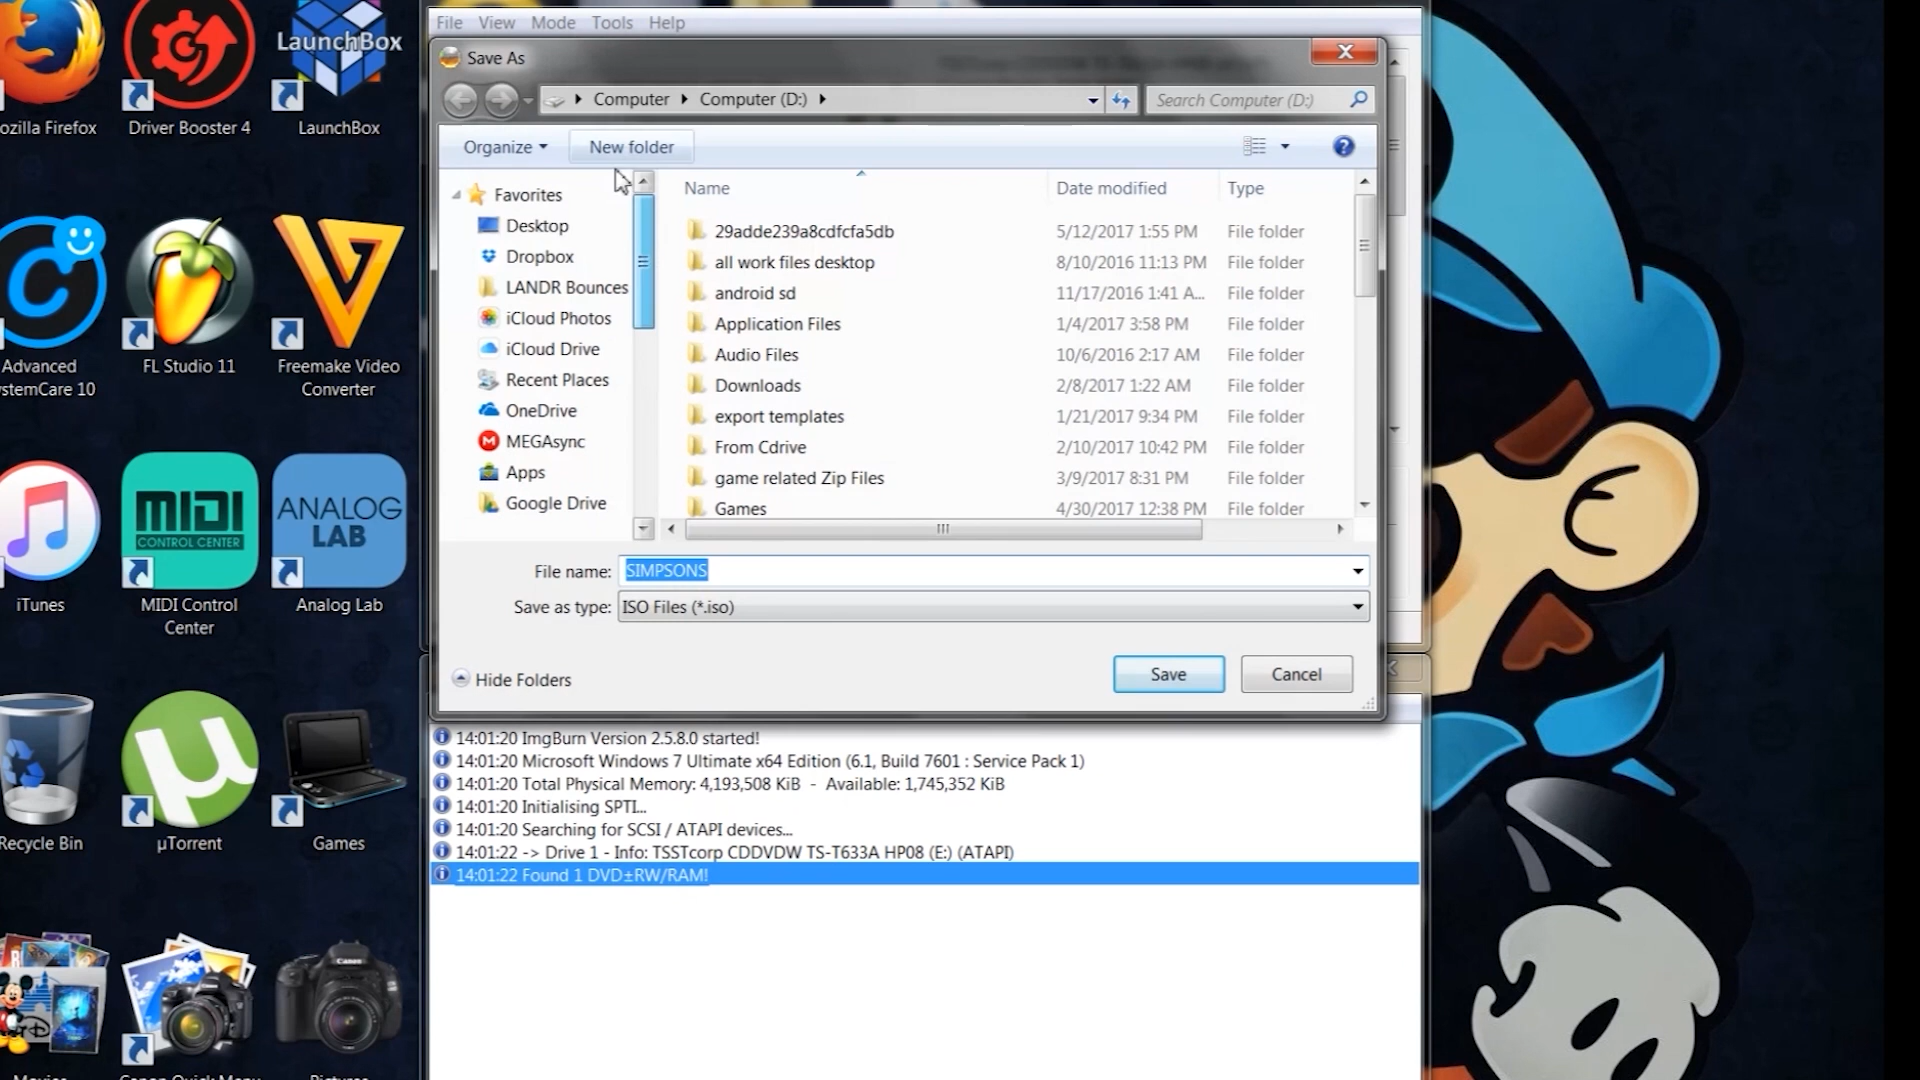 File View Mode Tools Help
Save As
Computer Computer (D:)
Search Computer (D:)
Organize
New folder
Favorites
Desktop
Dropbox
LANDR Bounces
iCloud Photos
iCloud Drive
Recent Places
OneDrive
MEGAsync
Apps
Google Drive
Name Date modified Type
29adde239a8cdfcfa5db 5/12/2017 1:55 PM File folder
all work files desktop 8/10/2016 11:13 PM File folder
android sd 11/17/2016 1:41 A... File folder
Application Files 1/4/2017 3:58 PM File folder
Audio Files 10/6/2016 2:17 AM File folder
Downloads 2/8/2017 1:22 AM File folder
export templates 1/21/2017 9:34 PM File folder
From Cdrive 2/10/2017 10:42 PM File folder
game related Zip Files 3/9/2017 8:31 PM File folder
Games 4/30/2017 12:38 PM File folder
File name: SIMPSONS
Save as type: ISO Files (*.iso)
Hide Folders
Save
Cancel
14:01:20 ImgBurn Version 2.5.8.0 started!
14:01:20 Microsoft Windows 7 Ultimate x64 Edition (6.1, Build 7601 : Service Pack 1)
14:01:20 Total Physical Memory: 4,193,508 KiB - Available: 1,745,352 KiB
14:01:20 Initialising SPTI...
14:01:20 Searching for SCSI / ATAPI devices...
14:01:22 -> Drive 1 - Info: TSSTcorp CDDVDW TS-T633A HP08 (E:) (ATAPI)
14:01:22 Found 1 DVD±RW/RAM!
ozilla Firefox
Driver Booster 4
LaunchBox
LaunchBox
Advanced
stemCare 10
FL Studio 11
Freemake Video
Converter
iTunes
MIDI
CONTROL CENTER
MIDI Control
Center
ANALOG
LAB
Analog Lab
Recycle Bin
µTorrent
Games
Canon